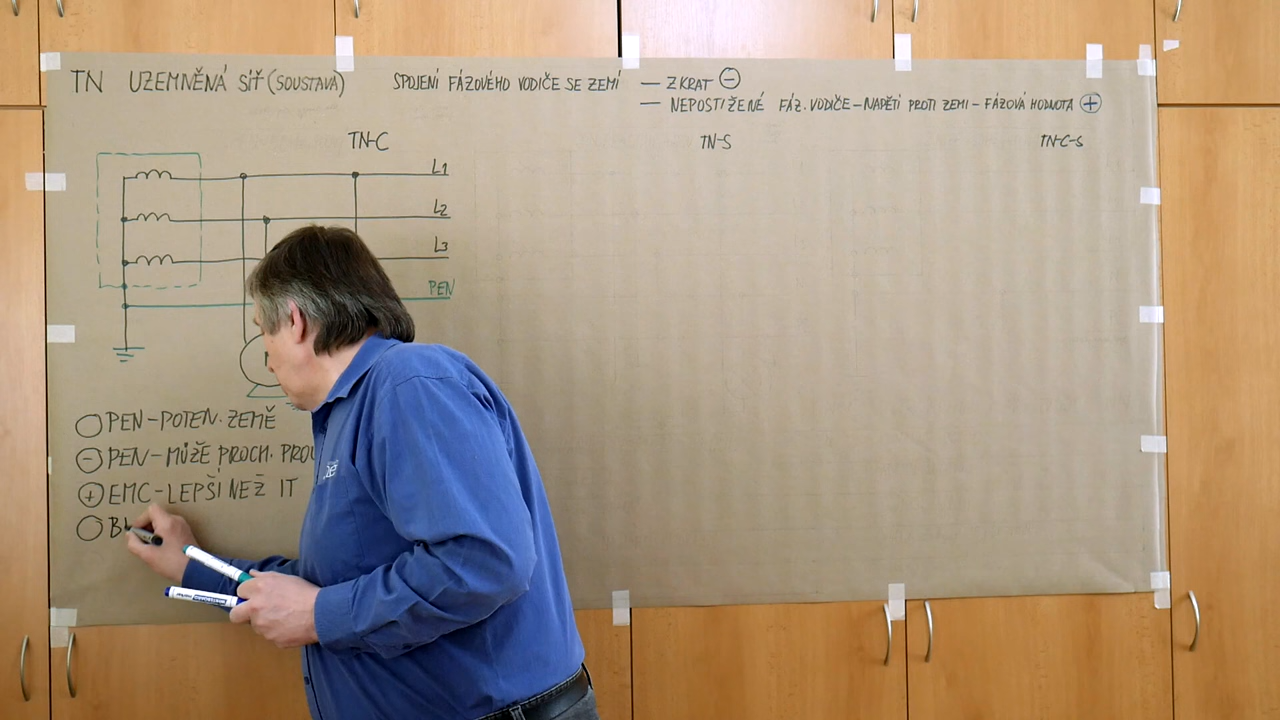 TN UZEMNĚNÁ SÍŤ (SOUSTAVA) SPOJENÍ FÁZOVÉHO VODIČE SE ZEMÍ – ZKRAT ⊖
– NEPOSTIŽENÉ FÁZ. VODIČE – NAPĚTÍ PROTI ZEMI – FÁZOVÁ HODNOTA ⊕
TN-C TN-S TN-C-S
L1
L2
L3
PEN
PEN – POTEN. ZEMĚ
⊖ PEN – MŮŽE PROCH.
⊕ EMC – LEPŠÍ NEŽ IT